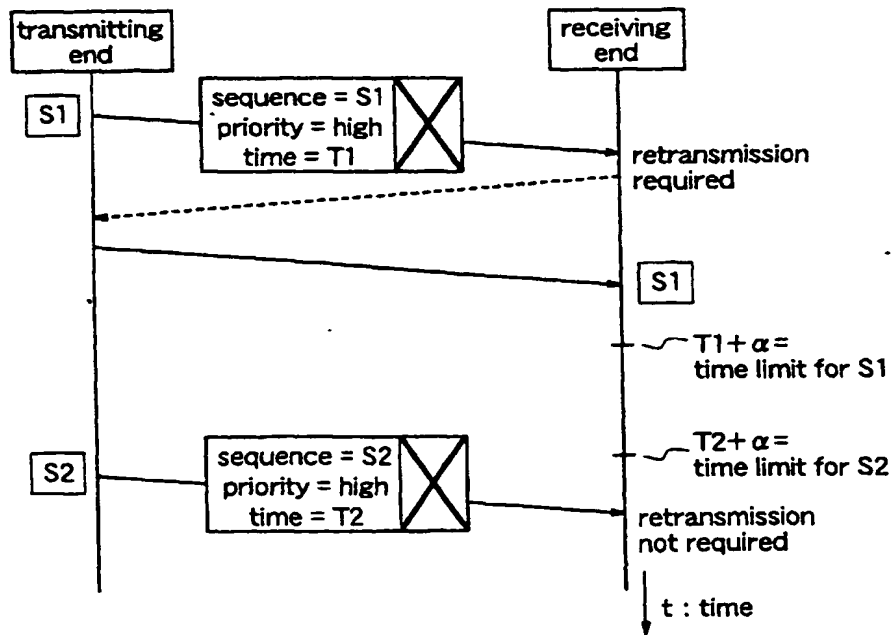 transmitting
end
receiving
end
S1
sequence = S1
priority = high
time = T1
retransmission
required
S1
T1+ α =
time limit for S1
T2+ α =
time limit for S2
S2
sequence = S2
priority = high
time = T2
retransmission
not required
t : time